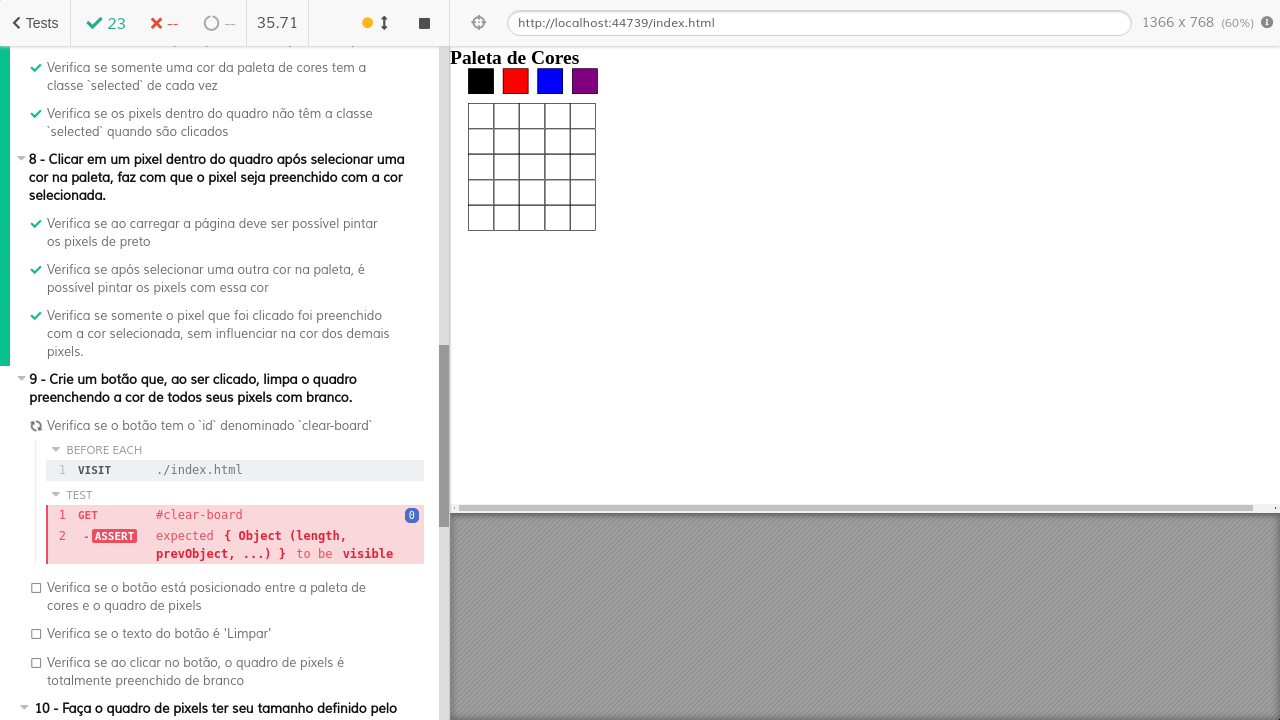 Tests 23 -- -- 35.71
http://localhost:44739/index.html 1366 x 768 (60%)
Verifica se somente uma cor da paleta de cores tem a
classe `selected` de cada vez
Verifica se os pixels dentro do quadro não têm a classe
`selected` quando são clicados
8 - Clicar em um pixel dentro do quadro após selecionar uma
cor na paleta, faz com que o pixel seja preenchido com a cor
selecionada.
Verifica se ao carregar a página deve ser possível pintar
os pixels de preto
Verifica se após selecionar uma outra cor na paleta, é
possível pintar os pixels com essa cor
Verifica se somente o pixel que foi clicado foi preenchido
com a cor selecionada, sem influenciar na cor dos demais
pixels.
9 - Crie um botão que, ao ser clicado, limpa o quadro
preenchendo a cor de todos seus pixels com branco.
Verifica se o botão tem o `id` denominado `clear-board`
BEFORE EACH
1 VISIT ./index.html
TEST
1 GET #clear-board 0
2 -ASSERT expected { Object (length,
prevObject, ...) } to be visible
Verifica se o botão está posicionado entre a paleta de
cores e o quadro de pixels
Verifica se o texto do botão é 'Limpar'
Verifica se ao clicar no botão, o quadro de pixels é
totalmente preenchido de branco
10 - Faça o quadro de pixels ter seu tamanho definido pelo
Paleta de Cores